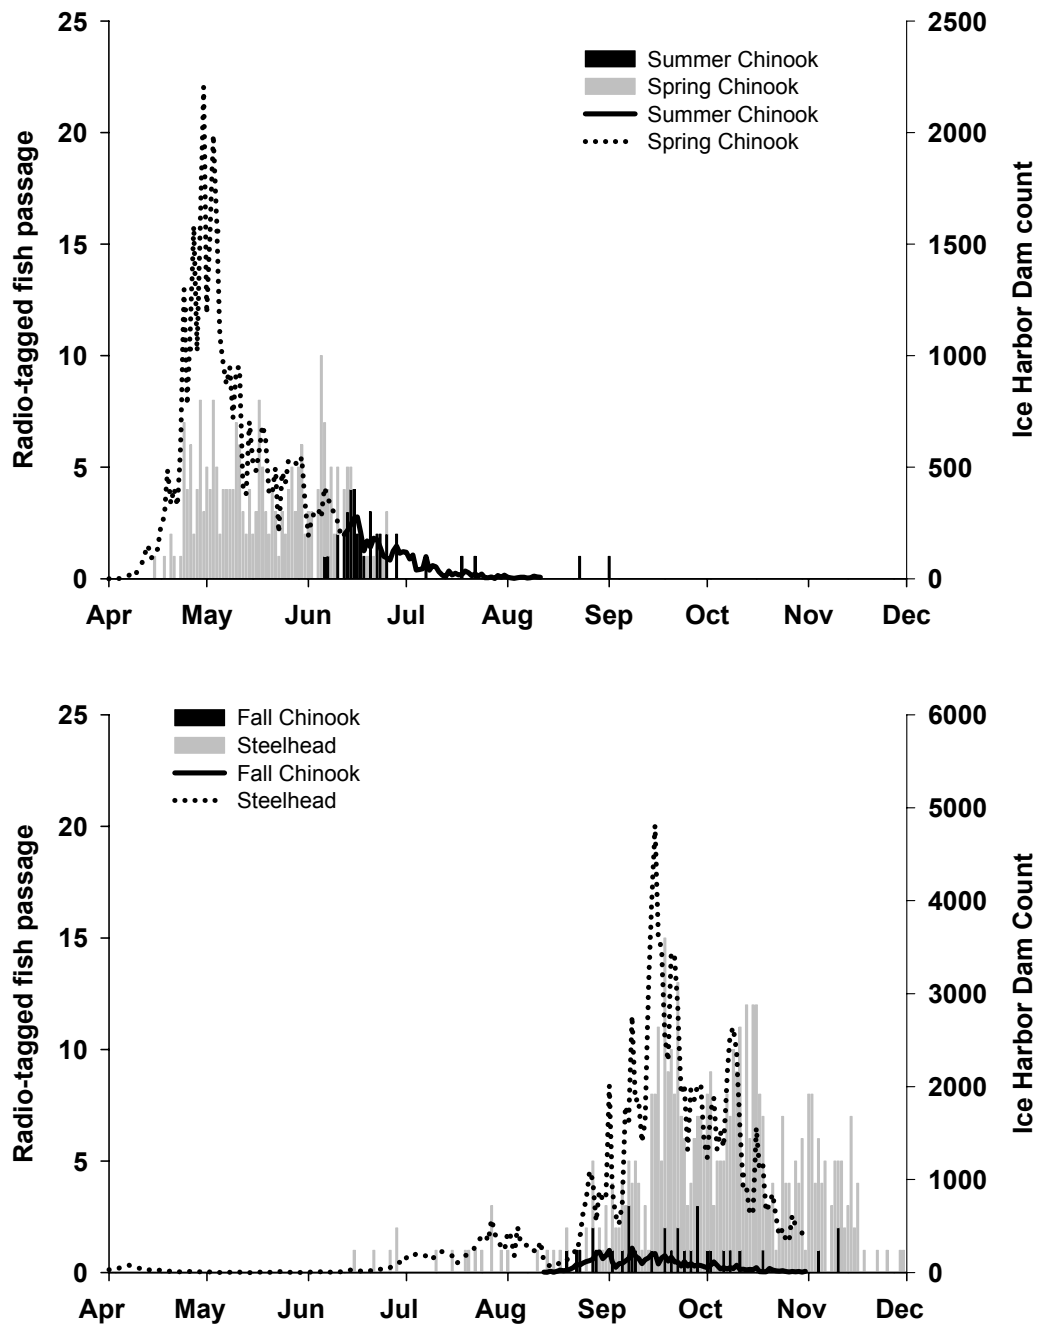 25
20
15
10
5
0
Radio-tagged fish passage
Summer Chinook
Spring Chinook
Summer Chinook
Spring Chinook
2500
2000
1500
1000
500
0
Ice Harbor Dam count
Apr May Jun Jul Aug Sep Oct Nov Dec
25
20
15
10
5
0
Radio-tagged fish passage
Fall Chinook
Steelhead
Fall Chinook
Steelhead
6000
5000
4000
3000
2000
1000
0
Ice Harbor Dam Count
Apr May Jun Jul Aug Sep Oct Nov Dec